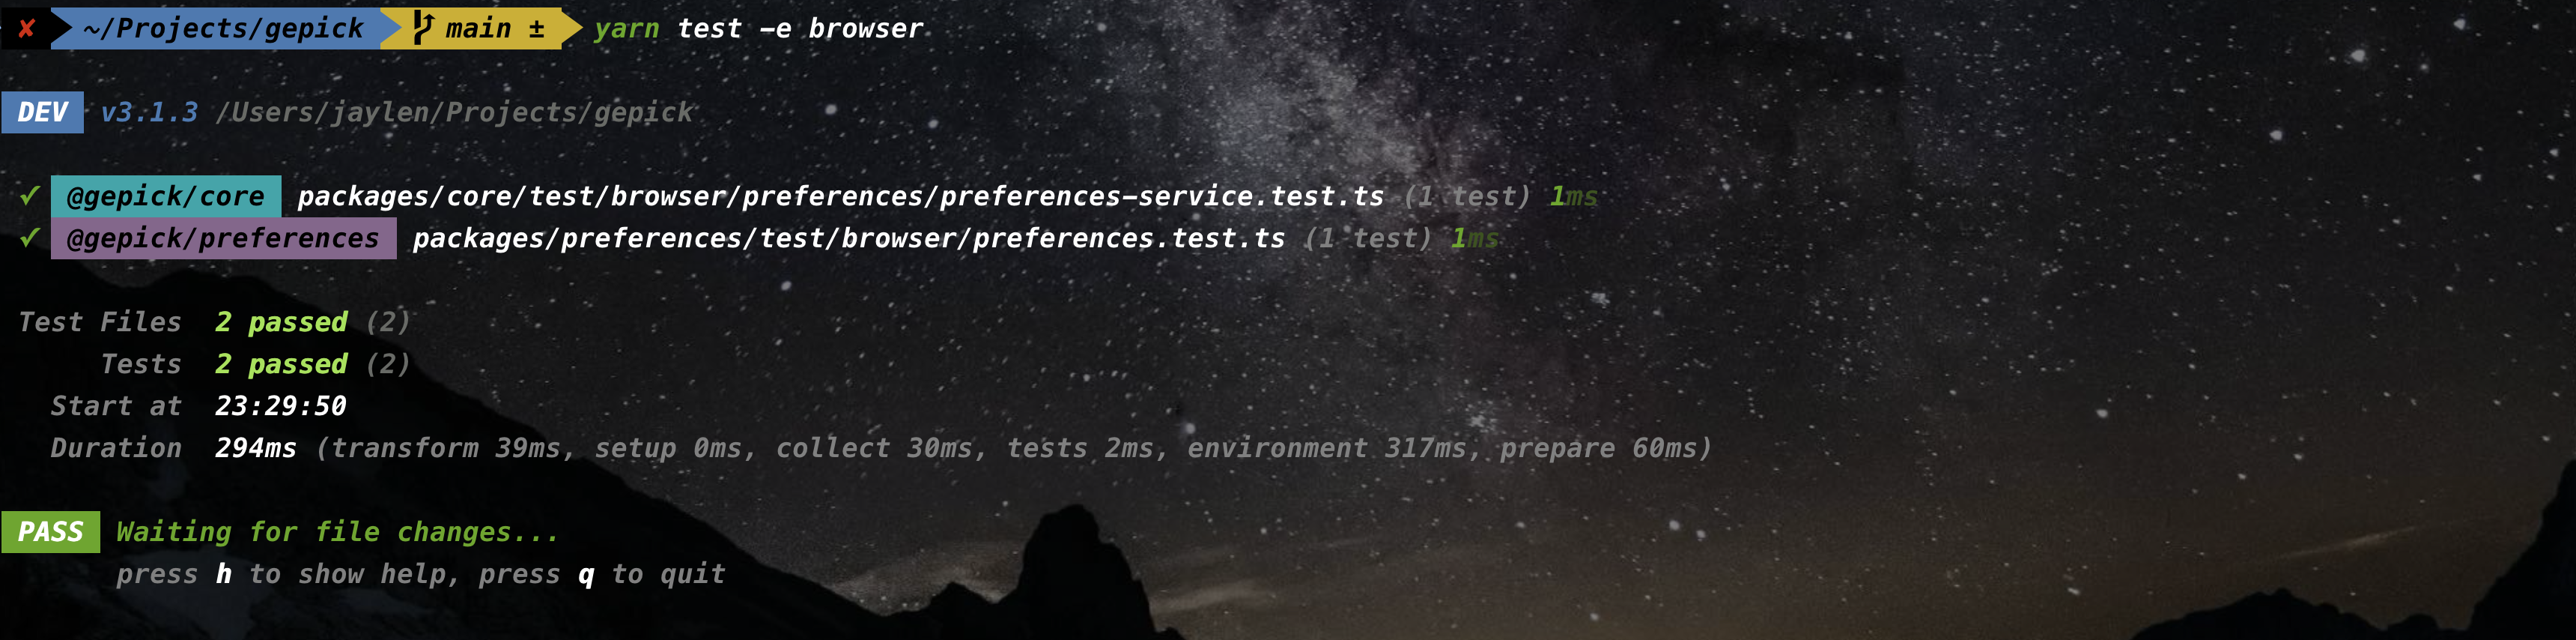 ✘ ~/Projects/gepick main ± yarn test -e browser
DEV v3.1.3 /Users/jaylen/Projects/gepick
✓ @gepick/core packages/core/test/browser/preferences/preferences-service.test.ts (1 test) 1ms
✓ @gepick/preferences packages/preferences/test/browser/preferences.test.ts (1 test) 1ms
Test Files 2 passed (2)
Tests 2 passed (2)
Start at 23:29:50
Duration 294ms (transform 39ms, setup 0ms, collect 30ms, tests 2ms, environment 317ms, prepare 60ms)
PASS Waiting for file changes...
press h to show help, press q to quit